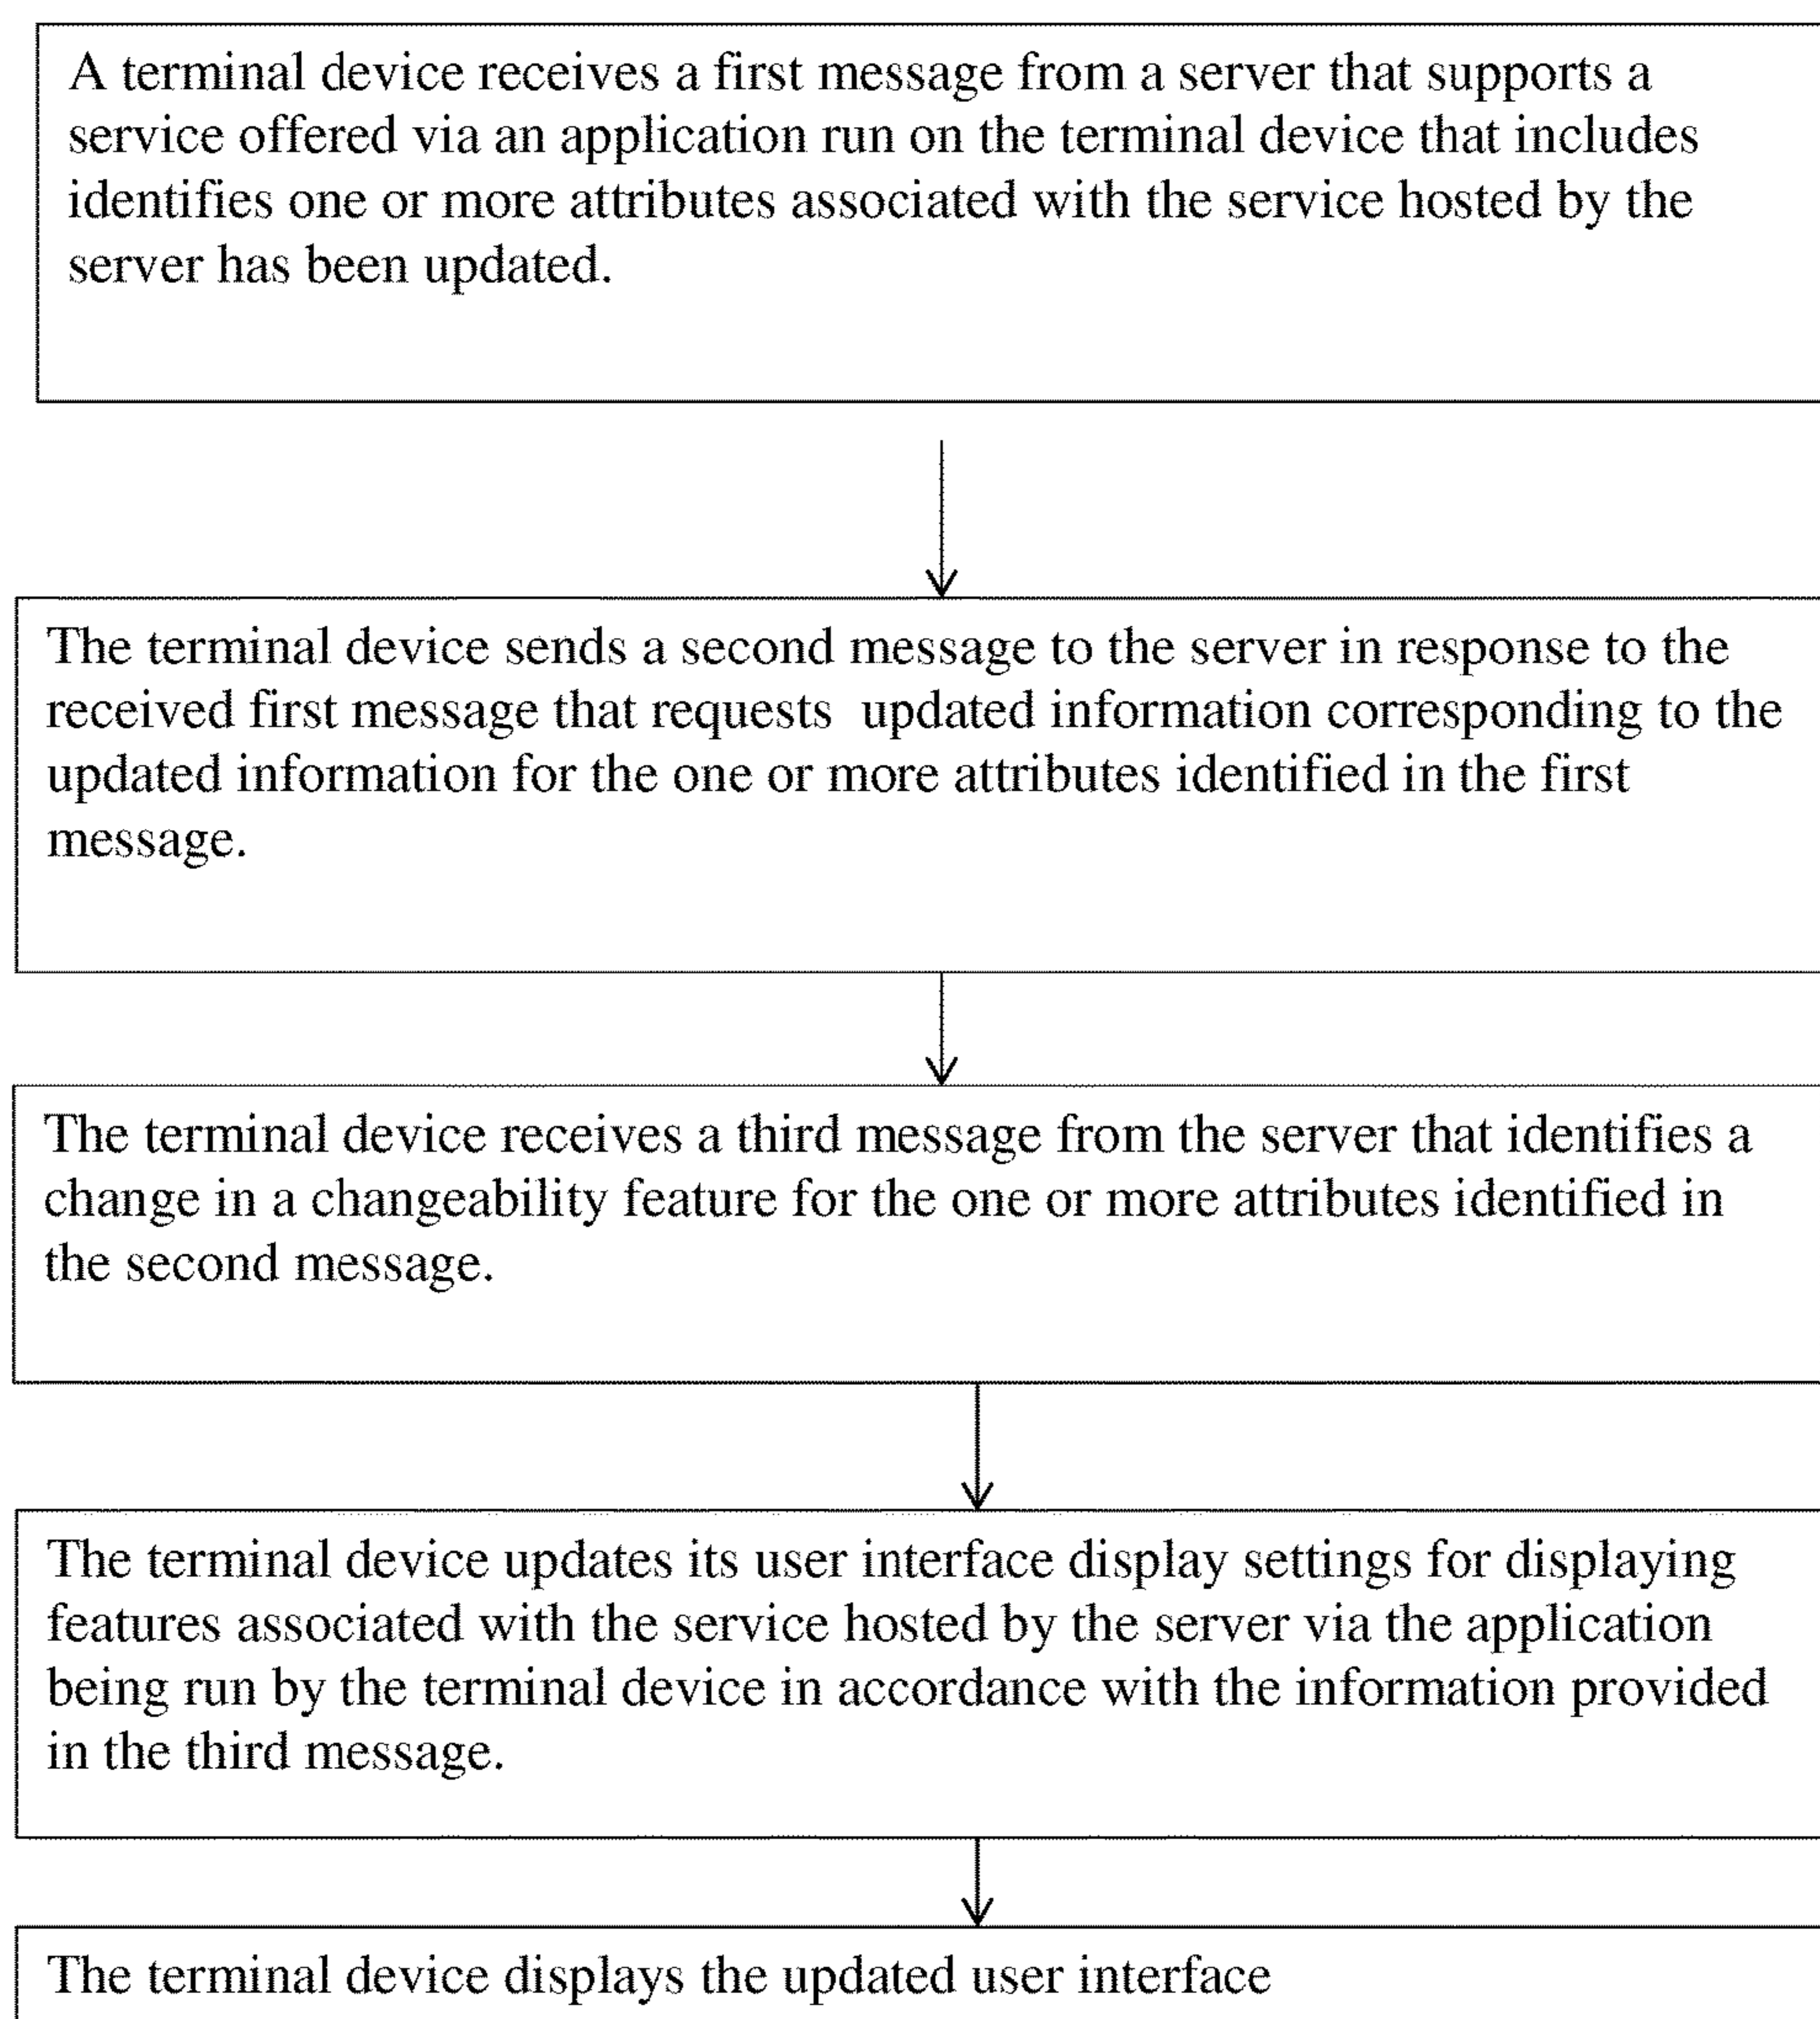 A terminal device receives a first message from a server that supports a
service offered via an application run on the terminal device that includes
identifies one or more attributes associated with the service hosted by the
server has been updated.
The terminal device sends a second message to the server in response to the
received first message that requests  updated information corresponding to the
updated information for the one or more attributes identified in the first
message.
The terminal device receives a third message from the server that identifies a
change in a changeability feature for the one or more attributes identified in
the second message.
The terminal device updates its user interface display settings for displaying
features associated with the service hosted by the server via the application
being run by the terminal device in accordance with the information provided
in the third message.
The terminal device displays the updated user interface